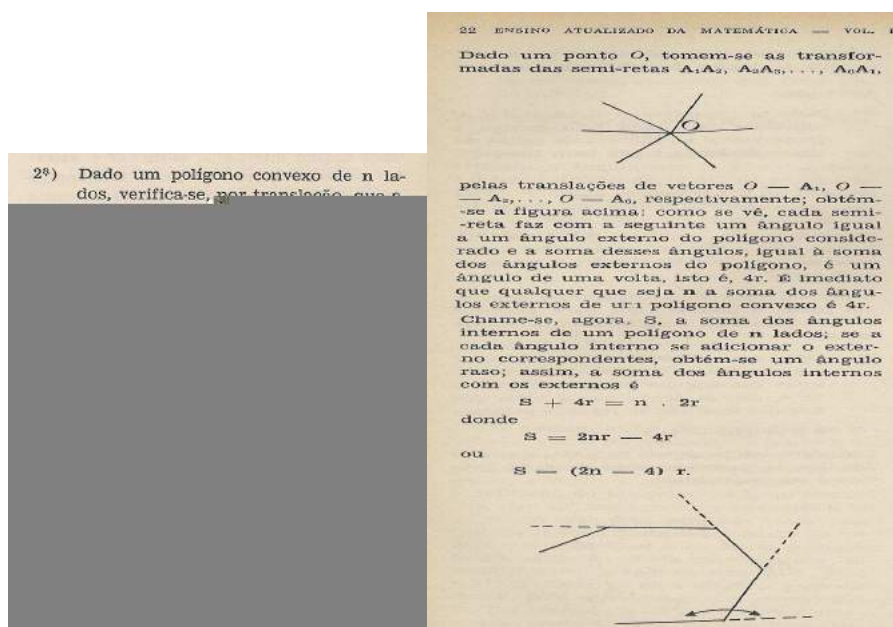 2ª) Dado um polígono convexo de n la-
dos, verifica-se, por translação, que a
22 ENSINO ATUALIZADO DA MATEMÁTICA — VOL.
Dado um ponto O, tomem-se as transfor-
madas das semi-retas A₁A₂, A₂A₃,..., A₆A₁,
O
pelas translações de vetores O — A₁, O —
— A₂,..., O — A₆, respectivamente; obtém-
-se a figura acima: como se vê, cada semi-
-reta faz com a seguinte um ângulo igual
a um ângulo externo do polígono conside-
rado e a soma desses ângulos, igual à soma
dos ângulos externos do polígono, é um
ângulo de uma volta, isto é, 4r. É imediato
que qualquer que seja n a soma dos ângu-
los externos de um polígono convexo é 4r.
Chame-se, agora, S, a soma dos ângulos
internos de um polígono de n lados; se a
cada ângulo interno se adicionar o exter-
no correspondentes, obtém-se um ângulo
raso; assim, a soma dos ângulos internos
com os externos é
S + 4r = n . 2r
donde
S = 2nr — 4r
ou
S — (2n — 4) r.